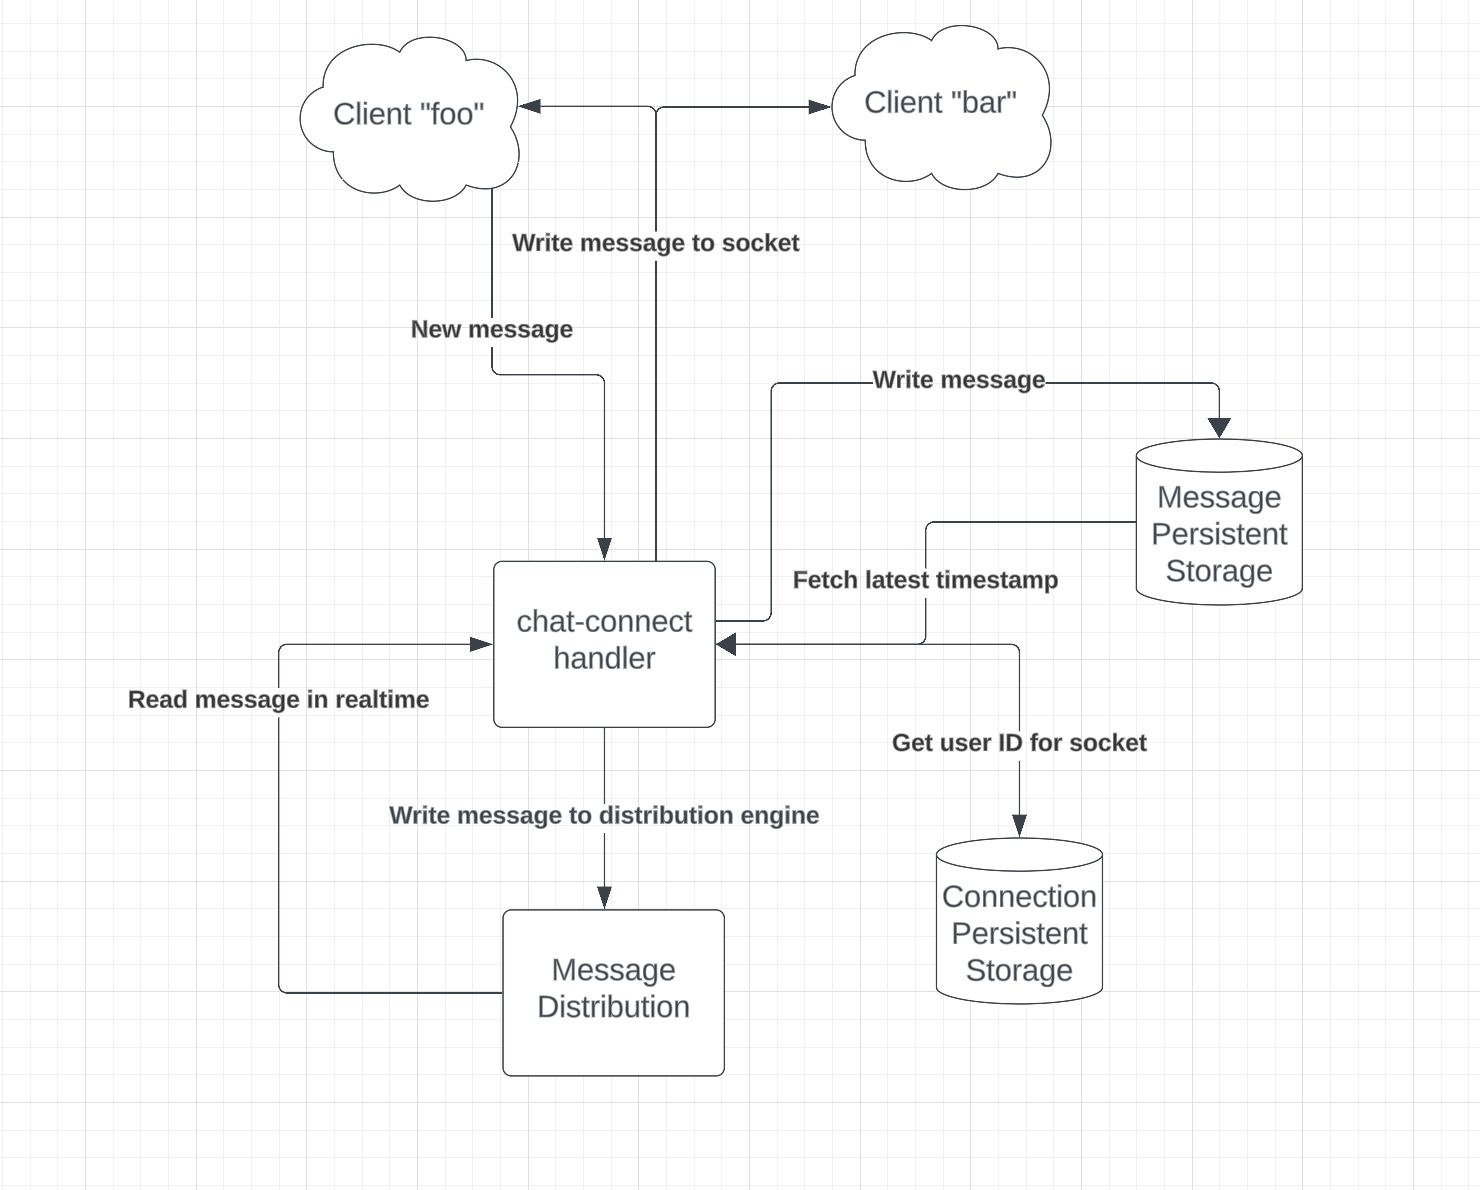 Client "foo"
Client "bar"
Write message to socket
New message
Write message
Message
Persistent
Storage
Fetch latest timestamp
chat-connect
handler
Read message in realtime
Get user ID for socket
Write message to distribution engine
Connection
Persistent
Storage
Message
Distribution